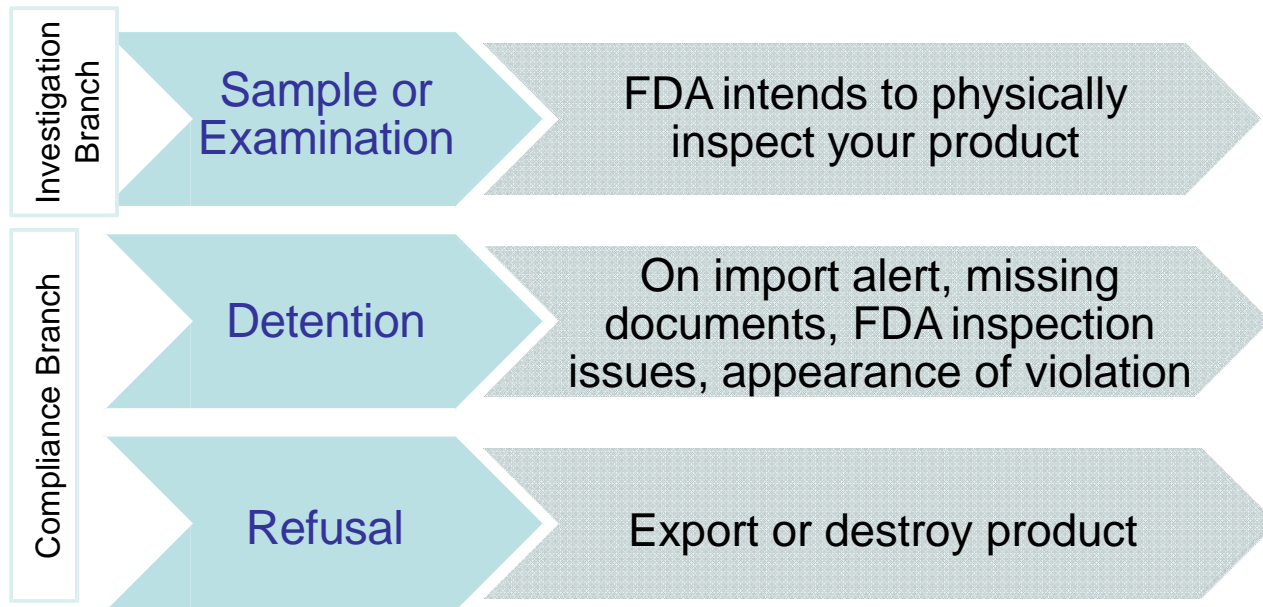 Investigation
Branch
Sample or
Examination
FDA intends to physically
inspect your product
Compliance Branch
Detention
On import alert, missing
documents, FDA inspection
issues, appearance of violation
Refusal
Export or destroy product